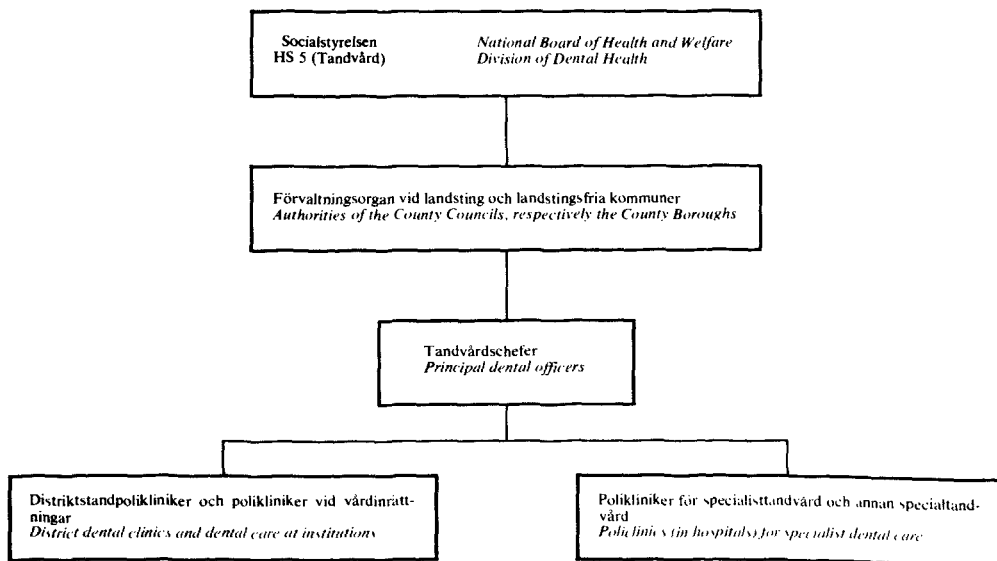 Socialstyrelsen
HS 5 (Tandvård)
National Board of Health and Welfare
Division of Dental Health
Förvaltningsorgan vid landsting och landstingsfria kommuner
Authorities of the County Councils, respectively the County Boroughs
Tandvårdschefer
Principal dental officers
Distriktstandpolikliniker och polikliniker vid vårdinrätt-
ningar
District dental clinics and dental care at institutions
Polikliniker för specialisttandvård och annan specialtand-
vård
Policlinics (in hospitals) for specialist dental care